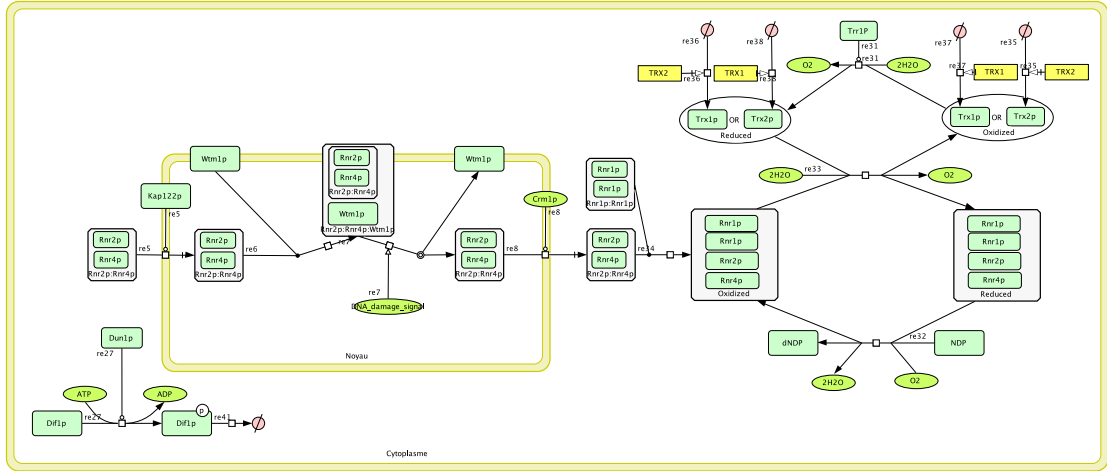 re36
re38
Trr1P
re31
re37
re35
O2
re31
2H2O
TRX2
re36
TRX1
re38
re37
TRX1
re35
TRX2
Trx1p
OR
Trx2p
Reduced
Trx1p
OR
Trx2p
Oxidized
Wtm1p
Rnr2p
Rnr4p
Rnr2p:Rnr4p
Wtm1p
Rnr2p:Rnr4p:Wtm1p
Wtm1p
Rnr1p
Rnr1p
Rnr1p:Rnr1p
2H2O
re33
O2
Kap122p
re5
Crm1p
re8
Rnr2p
Rnr4p
Rnr2p:Rnr4p
re5
Rnr2p
Rnr4p
Rnr2p:Rnr4p
re6
re7
Rnr2p
Rnr4p
Rnr2p:Rnr4p
re8
Rnr2p
Rnr4p
Rnr2p:Rnr4p
re34
Rnr1p
Rnr1p
Rnr2p
Rnr4p
Oxidized
Rnr1p
Rnr1p
Rnr2p
Rnr4p
Reduced
re7
DNA_damage_signal
Dun1p
re27
Noyau
dNDP
re32
NDP
2H2O
O2
ATP
ADP
Dif1p
re27
Dif1p
P
re41
Cytoplasme